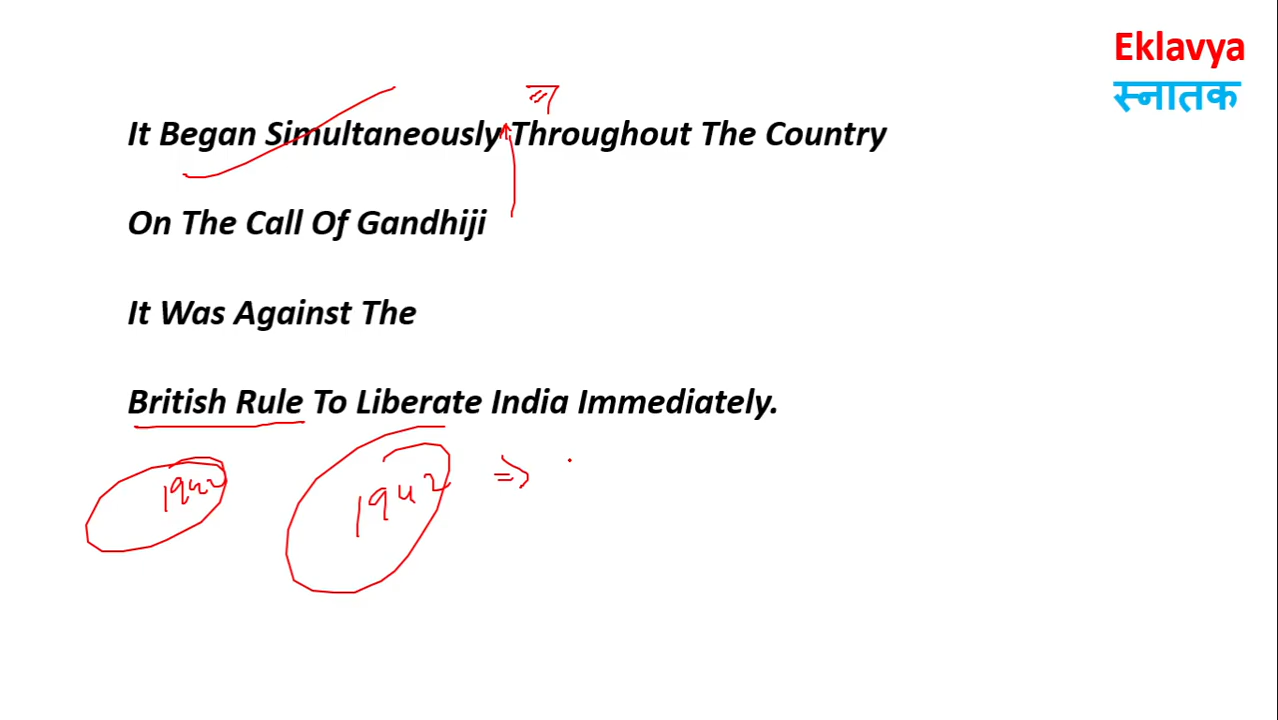 Eklavya
स्नातक
It Began Simultaneously Throughout The Country
On The Call Of Gandhiji
It Was Against The
British Rule To Liberate India Immediately.
1942 1942 ⇒